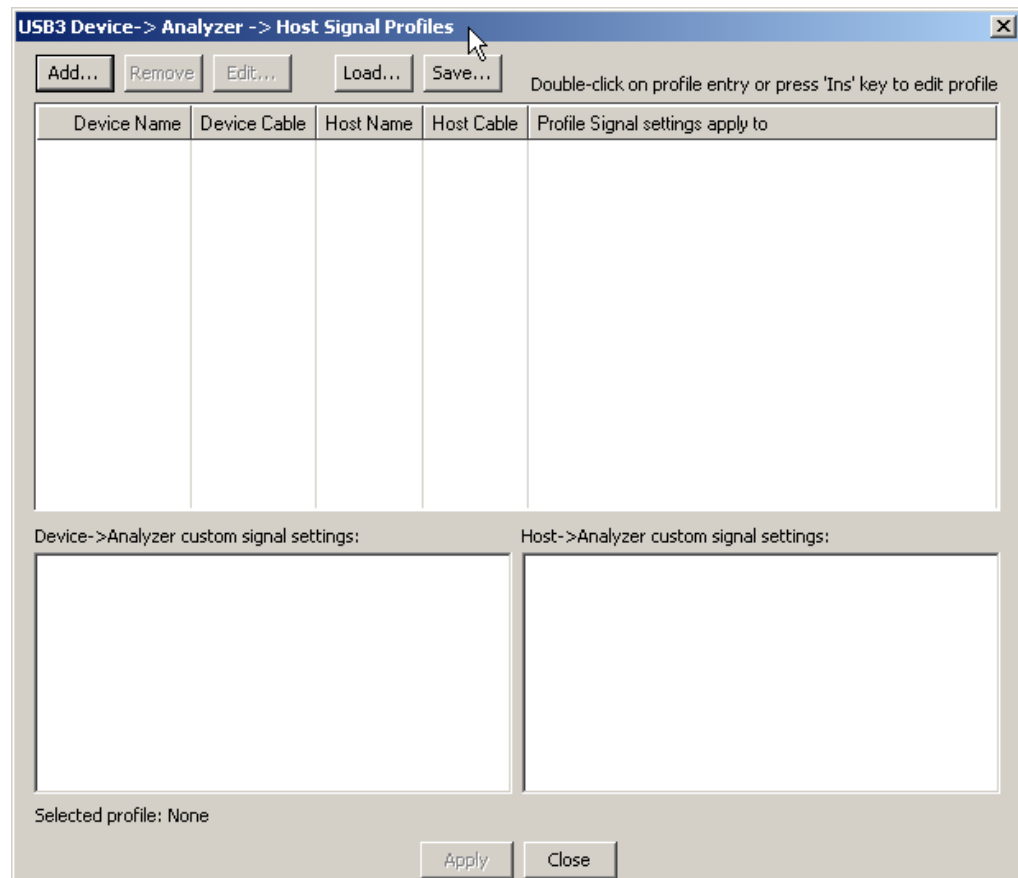 USB3 Device-> Analyzer -> Host Signal Profiles
Add... Remove Edit... Load... Save... Double-click on profile entry or press 'Ins' key to edit profile
Device Name Device Cable Host Name Host Cable Profile Signal settings apply to
Device->Analyzer custom signal settings: Host->Analyzer custom signal settings:
Selected profile: None
Apply Close